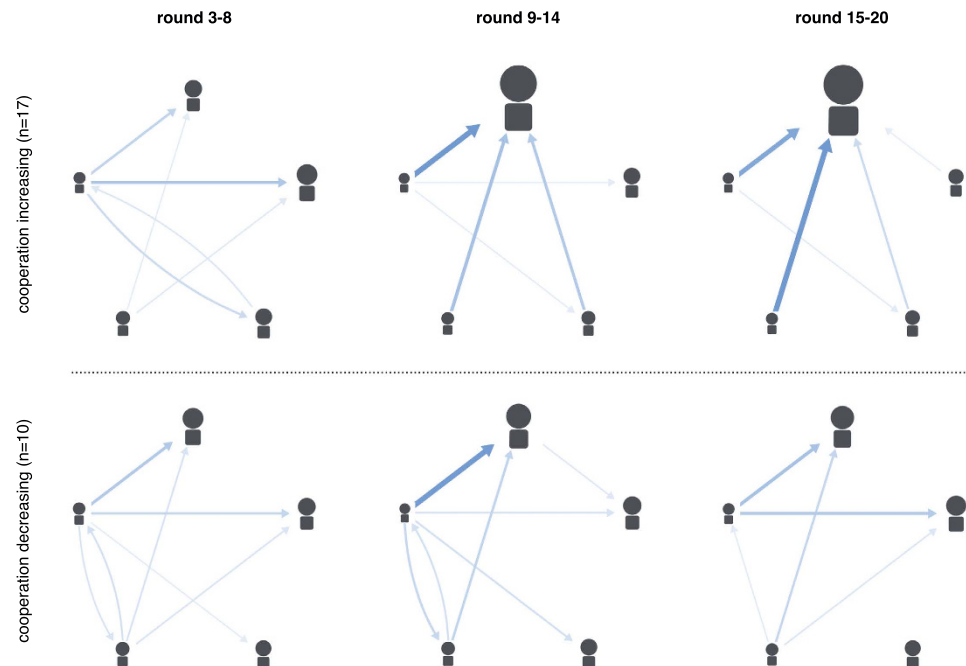 round 3-8
round 9-14
round 15-20
cooperation increasing (n=17)
cooperation decreasing (n=10)